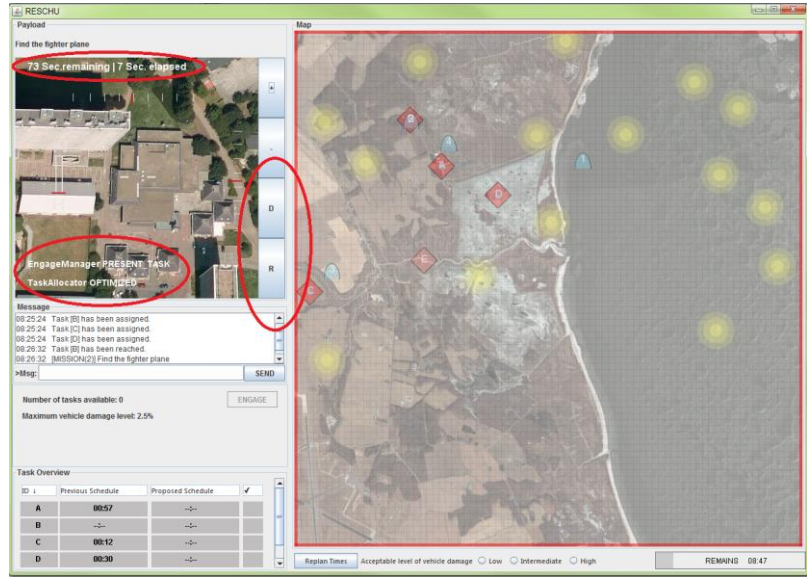 RESCHU
Payload
Map
Find the fighter plane
73 Sec.remaining | 7 Sec. elapsed
+
-
D
R
EngageManager PRESENT_TASK
TaskAllocator OPTIMIZED
B
A
D
E
C
1
Message
08:25:24 Task [B] has been assigned.
08:25:24 Task [C] has been assigned.
08:25:24 Task [D] has been assigned.
08:26:32 Task [B] has been reached.
08:26:32 [MISSION(2)] Find the fighter plane
>Msg:
SEND
Number of tasks available: 0
ENGAGE
Maximum vehicle damage level: 2.5%
Task Overview
ID ↓ Previous Schedule Proposed Schedule ✓
A 00:57 --:--
B --:-- --:--
C 00:12 --:--
D 00:30 --:--
Replan Times Acceptable level of vehicle damage Low Intermediate High REMAINS 08:47